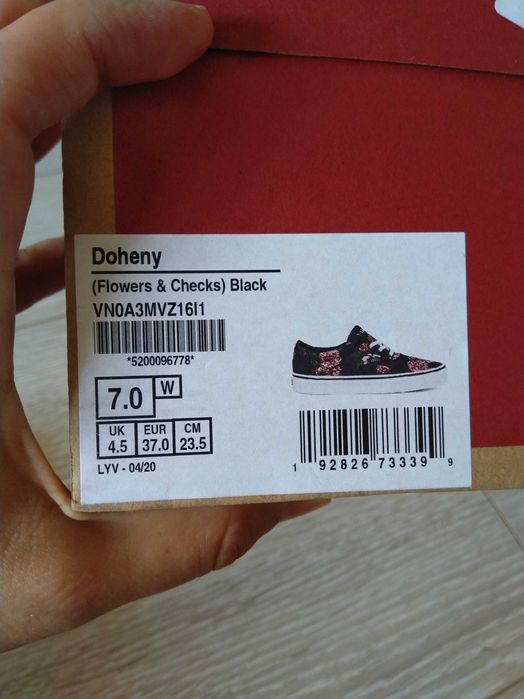 Doheny
(Flowers & Checks) Black
VN0A3MVZ16I1
*5200096778*
7.0 W
UK EUR CM
4.5 37.0 23.5
LYV - 04/20
1 92826 73339 9